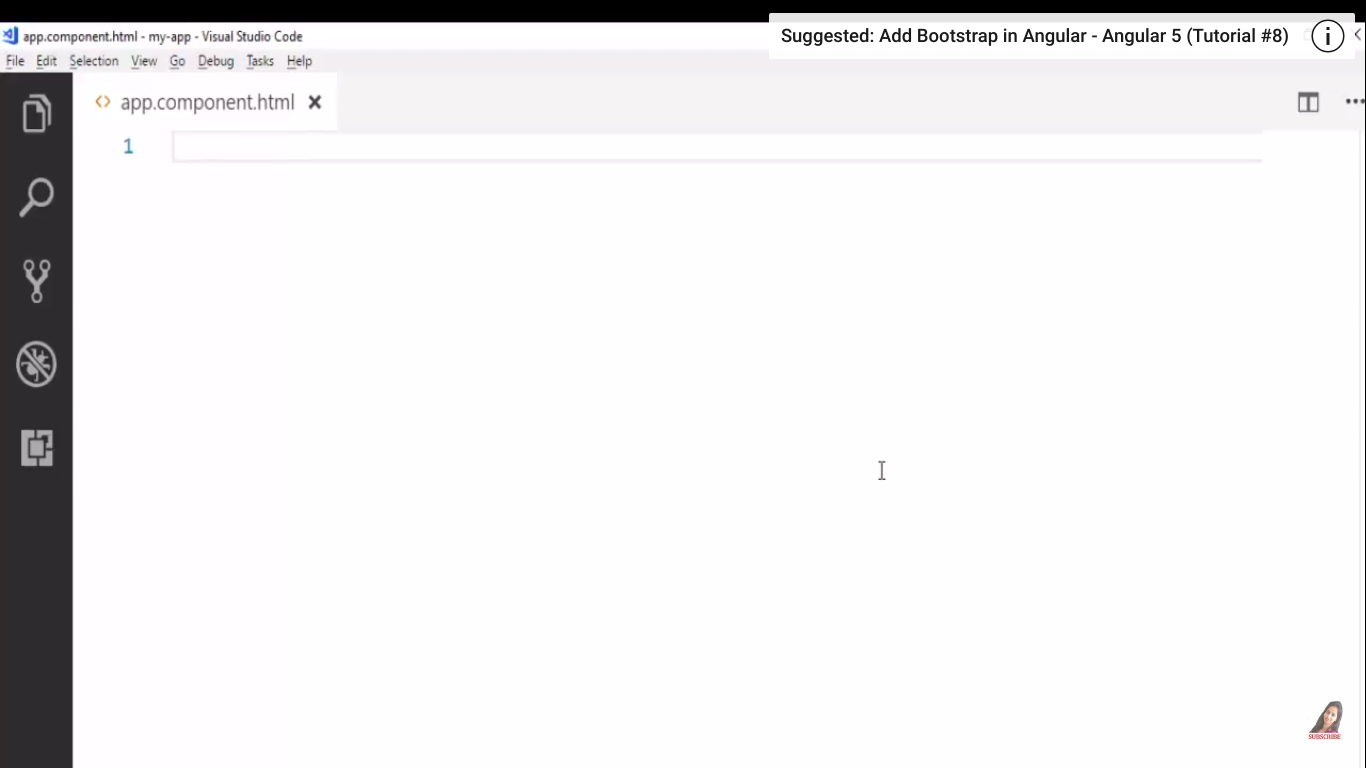 app.component.html - my-app - Visual Studio Code
Suggested: Add Bootstrap in Angular - Angular 5 (Tutorial #8)
File Edit Selection View Go Debug Tasks Help
app.component.html
1
SUBSCRIBE